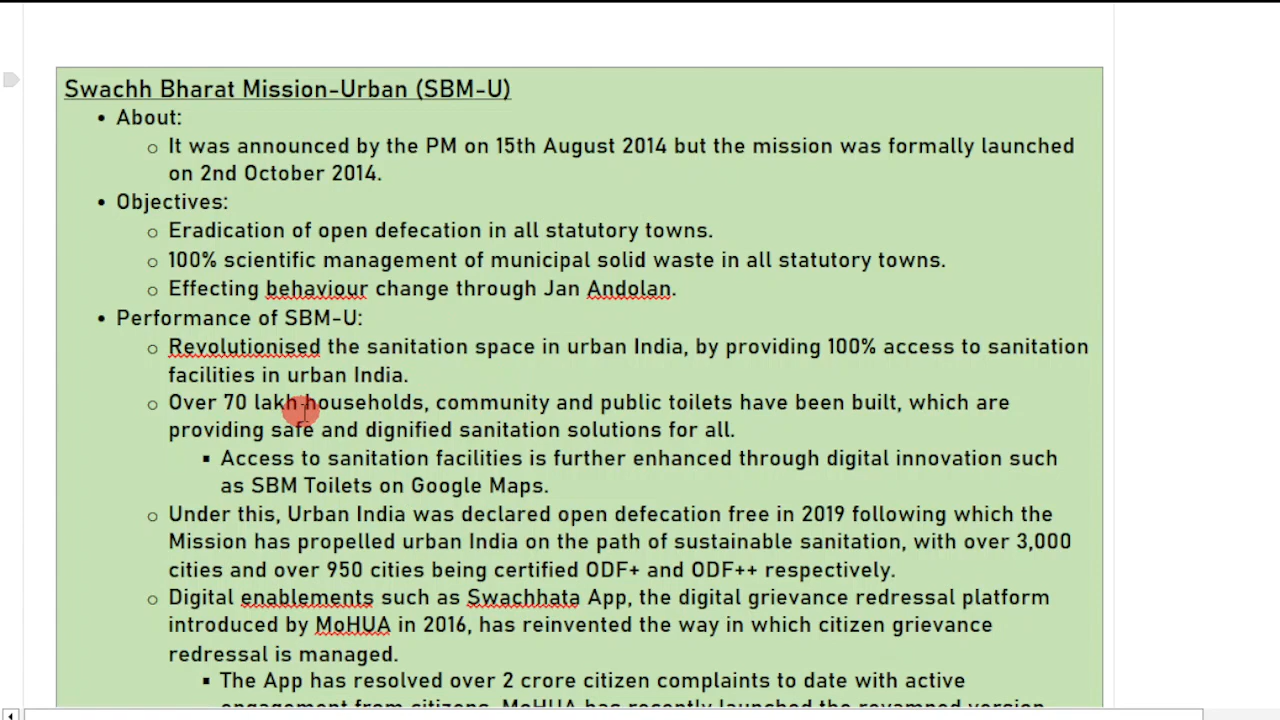 Swachh Bharat Mission-Urban (SBM-U)
• About:
○ It was announced by the PM on 15th August 2014 but the mission was formally launched
on 2nd October 2014.
• Objectives:
○ Eradication of open defecation in all statutory towns.
○ 100% scientific management of municipal solid waste in all statutory towns.
○ Effecting behaviour change through Jan Andolan.
• Performance of SBM-U:
○ Revolutionised the sanitation space in urban India, by providing 100% access to sanitation
facilities in urban India.
○ Over 70 lakh households, community and public toilets have been built, which are
providing safe and dignified sanitation solutions for all.
▪ Access to sanitation facilities is further enhanced through digital innovation such
as SBM Toilets on Google Maps.
○ Under this, Urban India was declared open defecation free in 2019 following which the
Mission has propelled urban India on the path of sustainable sanitation, with over 3,000
cities and over 950 cities being certified ODF+ and ODF++ respectively.
○ Digital enablements such as Swachhata App, the digital grievance redressal platform
introduced by MoHUA in 2016, has reinvented the way in which citizen grievance
redressal is managed.
▪ The App has resolved over 2 crore citizen complaints to date with active
engagement from citizens. MoHUA has recently launched the revamped version